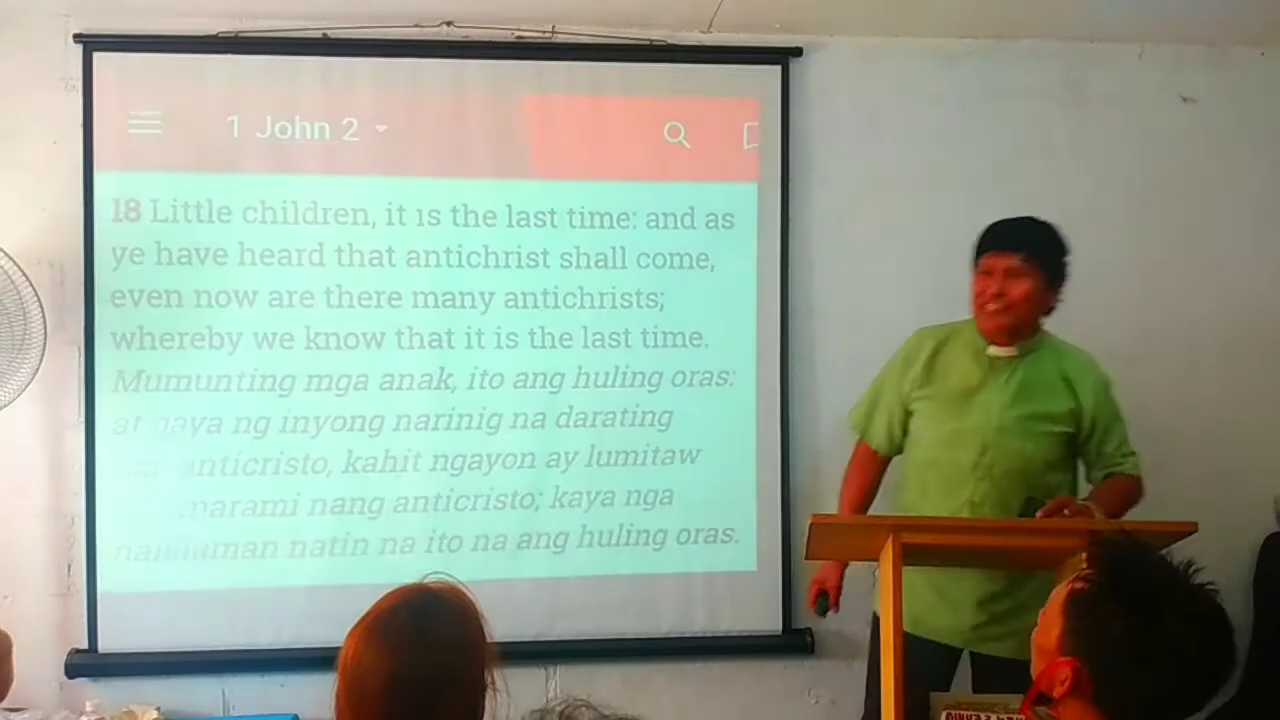 1 John 2
18 Little children, it is the last time: and as
ye have heard that antichrist shall come,
even now are there many antichrists;
whereby we know that it is the last time.
Mumunting mga anak, ito ang huling oras:
at gaya ng inyong narinig na darating
anticristo, kahit ngayon ay lumitaw
marami nang anticristo; kaya nga
natin na ito na ang huling oras.